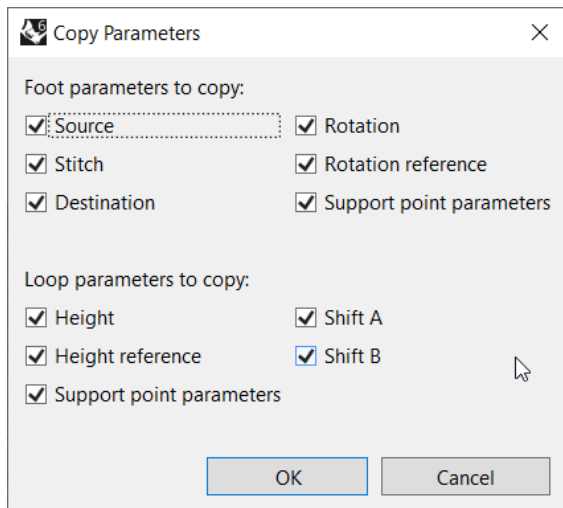 Copy Parameters
Foot parameters to copy:
Source
Rotation
Stitch
Rotation reference
Destination
Support point parameters
Loop parameters to copy:
Height
Shift A
Height reference
Shift B
Support point parameters
OK
Cancel